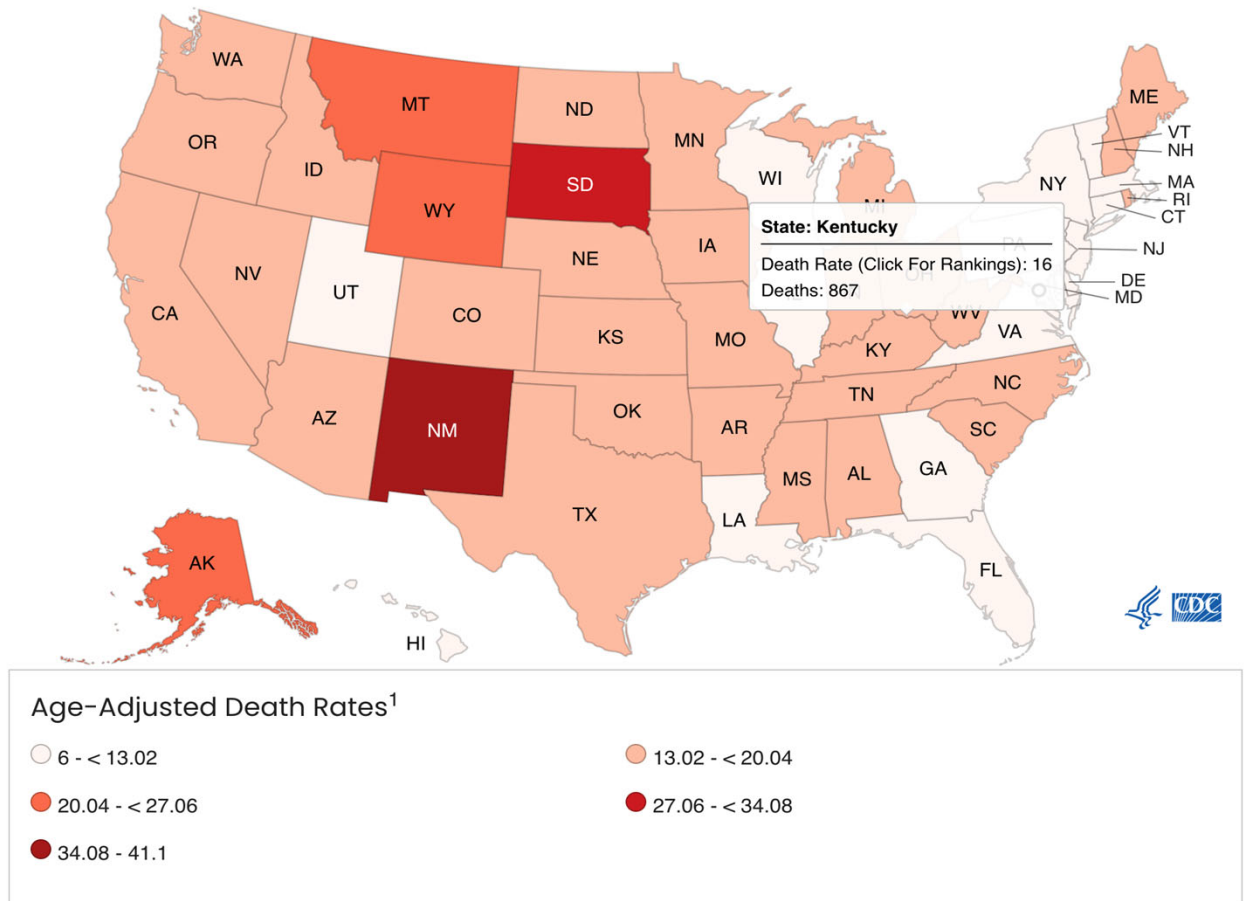 WA
MT
ND
MN
ME
OR
ID
SD
WI
VT
NH
WY
NY
MA
MI
RI
CT
State: Kentucky
IA
NE
PA
NJ
NV
UT
Death Rate (Click For Rankings): 16
OH
DE
Deaths: 867
MD
CA
CO
WV
KS
MO
VA
KY
AZ
NM
OK
TN
NC
AR
SC
MS
AL
GA
TX
LA
AK
FL
CDC
HI
Age-Adjusted Death Rates¹
6 - < 13.02
13.02 - < 20.04
20.04 - < 27.06
27.06 - < 34.08
34.08 - 41.1